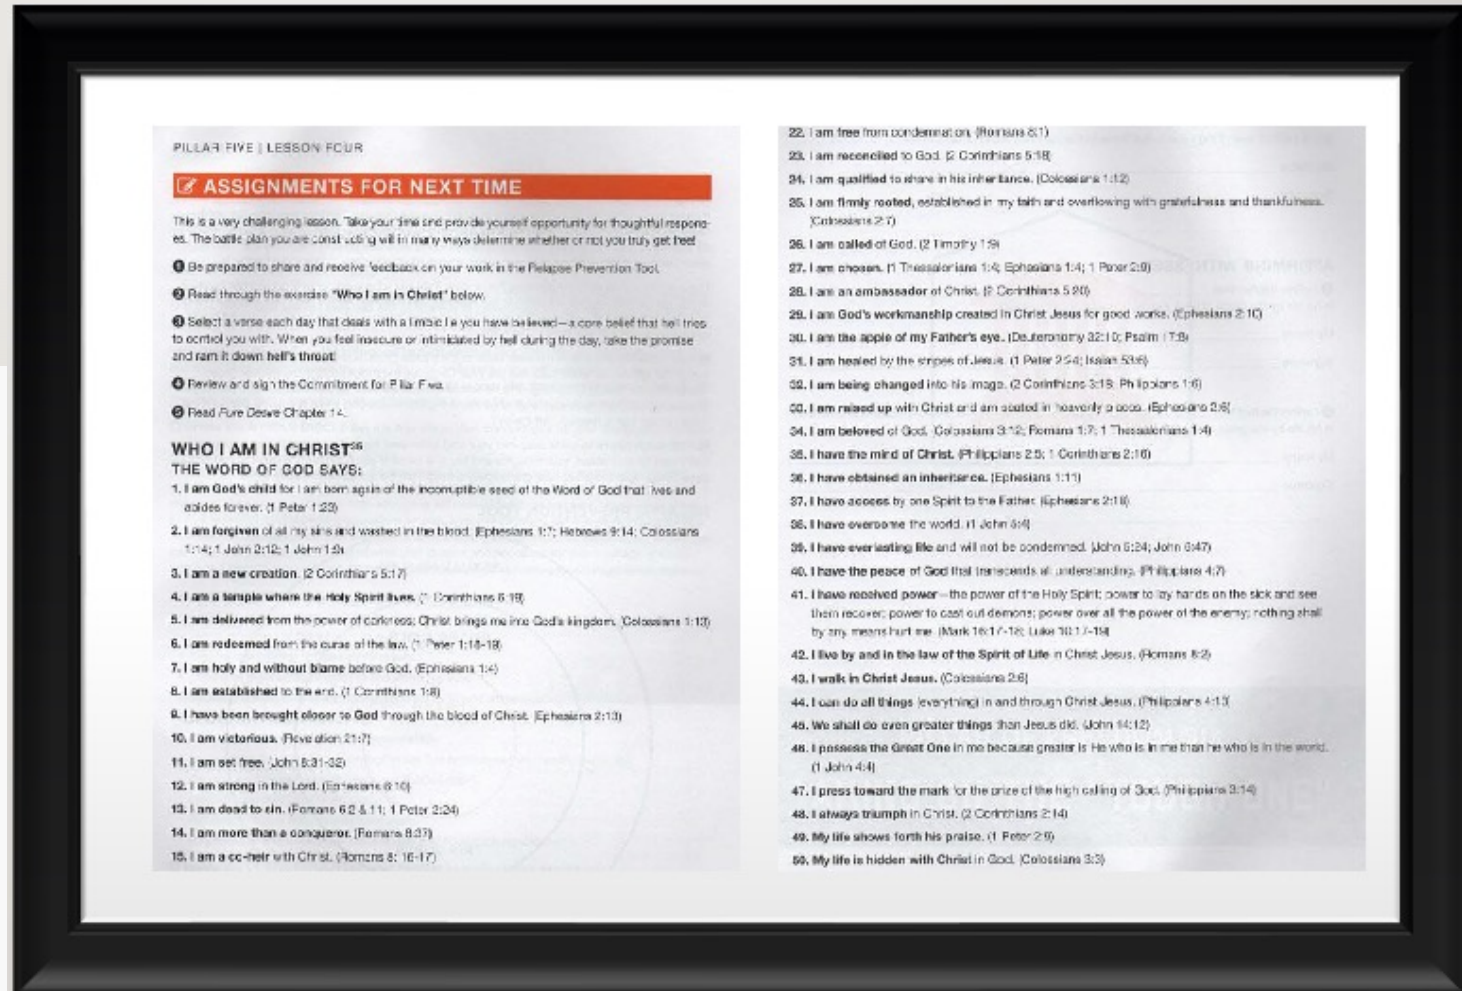 PILLAR FIVE | LESSON FOUR
ASSIGNMENTS FOR NEXT TIME
This is a very challenging lesson. Take your time and provide yourself opportunity for thoughtful respons-
es. The battle plan you are constructing will in many ways determine whether or not you truly get free!
1 Be prepared to share and receive feedback on your work in the Relapse Prevention Tool.
2 Read through the exercise "Who I am in Christ" below.
3 Select a verse each day that deals with a limbic lie you have believed—a core belief that hell tries
to control you with. When you feel insecure or intimidated by hell during the day, take the promise
and ram it down hell's throat!
4 Review and sign the Commitment for Pillar Five.
5 Read Pure Desire Chapter 14.
WHO I AM IN CHRIST
THE WORD OF GOD SAYS:
1. I am God's child for I am born again of the incorruptible seed of the Word of God that lives and
abides forever. (1 Peter 1:23)
2. I am forgiven of all my sins and washed in the blood. (Ephesians 1:7; Hebrews 9:14; Colossians
1:14; 1 John 2:12; 1 John 1:9)
3. I am a new creation. (2 Corinthians 5:17)
4. I am a temple where the Holy Spirit lives. (1 Corinthians 6:19)
5. I am delivered from the power of darkness; Christ brings me into God's kingdom. (Colossians 1:13)
6. I am redeemed from the curse of the law. (1 Peter 1:18-19)
7. I am holy and without blame before God. (Ephesians 1:4)
8. I am established to the end. (1 Corinthians 1:8)
9. I have been brought closer to God through the blood of Christ. (Ephesians 2:13)
10. I am victorious. (Revelation 21:7)
11. I am set free. (John 8:31-32)
12. I am strong in the Lord. (Ephesians 6:10)
13. I am dead to sin. (Romans 6:2 & 11; 1 Peter 2:24)
14. I am more than a conqueror. (Romans 8:37)
15. I am a co-heir with Christ. (Romans 8: 16-17)
22. I am free from condemnation. (Romans 8:1)
23. I am reconciled to God. (2 Corinthians 5:18)
24. I am qualified to share in his inheritance. (Colossians 1:12)
25. I am firmly rooted, established in my faith and overflowing with gratefulness and thankfulness.
(Colossians 2:7)
26. I am called of God. (2 Timothy 1:9)
27. I am chosen. (1 Thessalonians 1:4; Ephesians 1:4; 1 Peter 2:9)
28. I am an ambassador of Christ. (2 Corinthians 5:20)
29. I am God's workmanship created in Christ Jesus for good works. (Ephesians 2:10)
30. I am the apple of my Father's eye. (Deuteronomy 32:10; Psalm 17:8)
31. I am healed by the stripes of Jesus. (1 Peter 2:24; Isaiah 53:6)
32. I am being changed into his image. (2 Corinthians 3:18; Philippians 1:6)
33. I am raised up with Christ and am seated in heavenly places. (Ephesians 2:6)
34. I am beloved of God. (Colossians 3:12; Romans 1:7; 1 Thessalonians 1:4)
35. I have the mind of Christ. (Philippians 2:5; 1 Corinthians 2:16)
36. I have obtained an inheritance. (Ephesians 1:11)
37. I have access by one Spirit to the Father. (Ephesians 2:18)
38. I have overcome the world. (1 John 5:4)
39. I have everlasting life and will not be condemned. (John 5:24; John 6:47)
40. I have the peace of God that transcends all understanding. (Philippians 4:7)
41. I have received power—the power of the Holy Spirit; power to lay hands on the sick and see
them recover; power to cast out demons; power over all the power of the enemy; nothing shall
by any means hurt me. (Mark 16:17-18; Luke 10:17-19)
42. I live by and in the law of the Spirit of Life in Christ Jesus. (Romans 8:2)
43. I walk in Christ Jesus. (Colossians 2:6)
44. I can do all things (everything) in and through Christ Jesus. (Philippians 4:13)
45. We shall do even greater things than Jesus did. (John 14:12)
46. I possess the Great One in me because greater is He who is in me than he who is in the world.
(1 John 4:4)
47. I press toward the mark for the prize of the high calling of God. (Philippians 3:14)
48. I always triumph in Christ. (2 Corinthians 2:14)
49. My life shows forth his praise. (1 Peter 2:9)
50. My life is hidden with Christ in God. (Colossians 3:3)